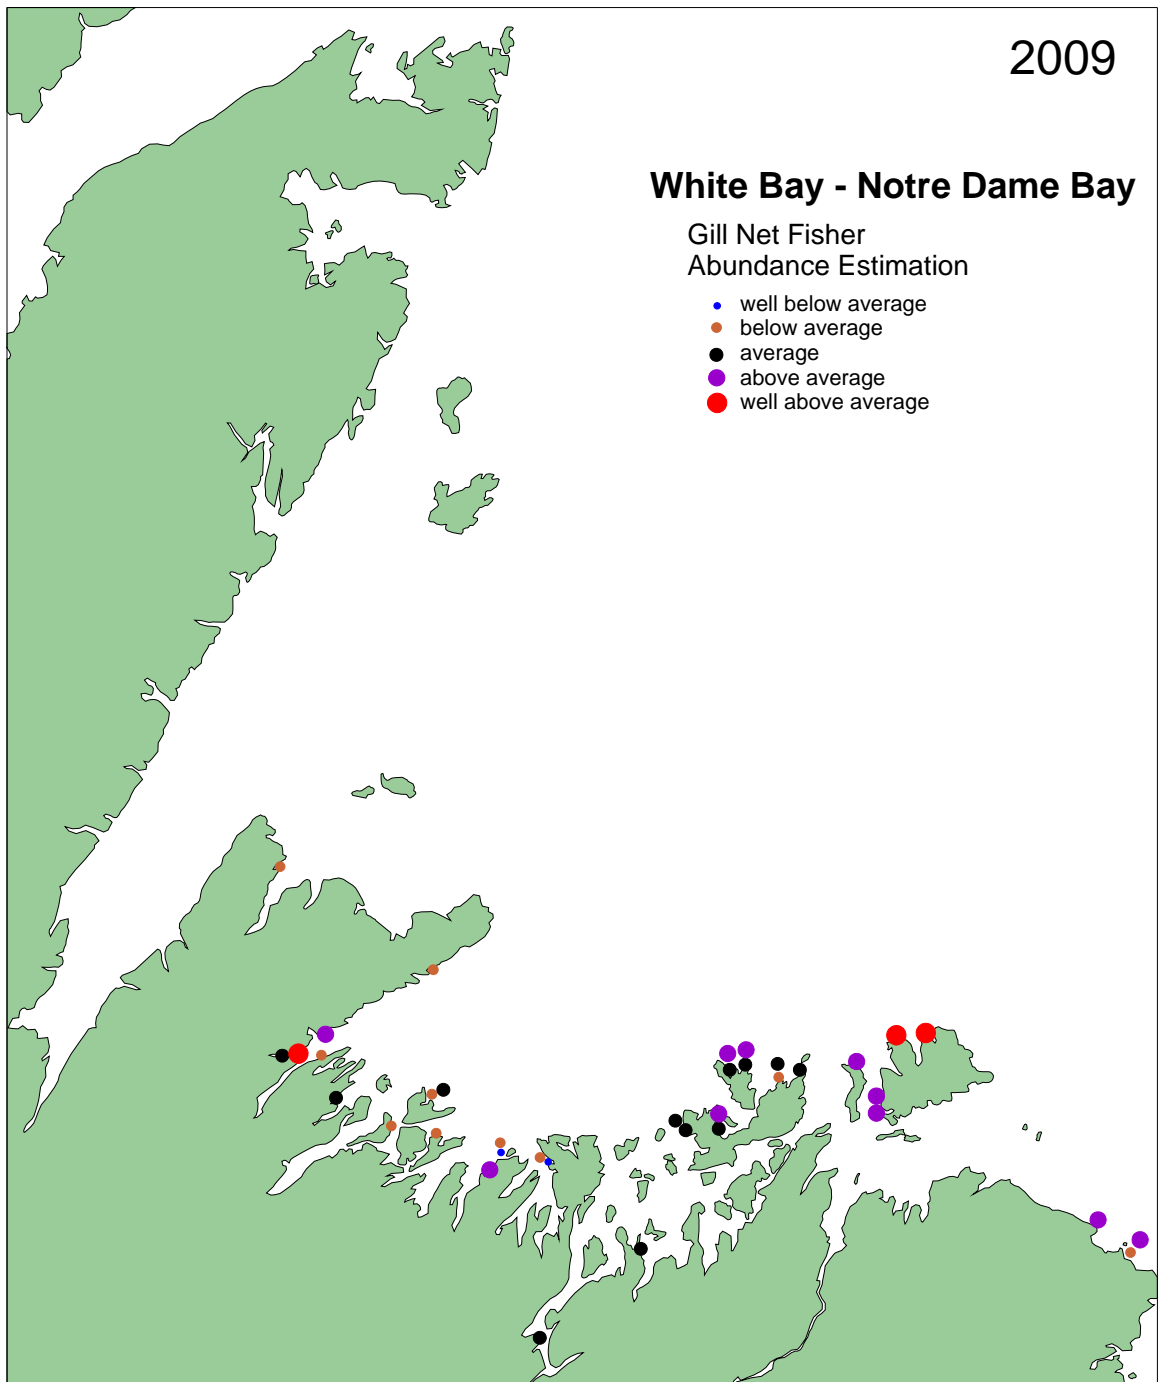 2009
White Bay - Notre Dame Bay
Gill Net Fisher
Abundance Estimation
well below average
below average
average
above average
well above average